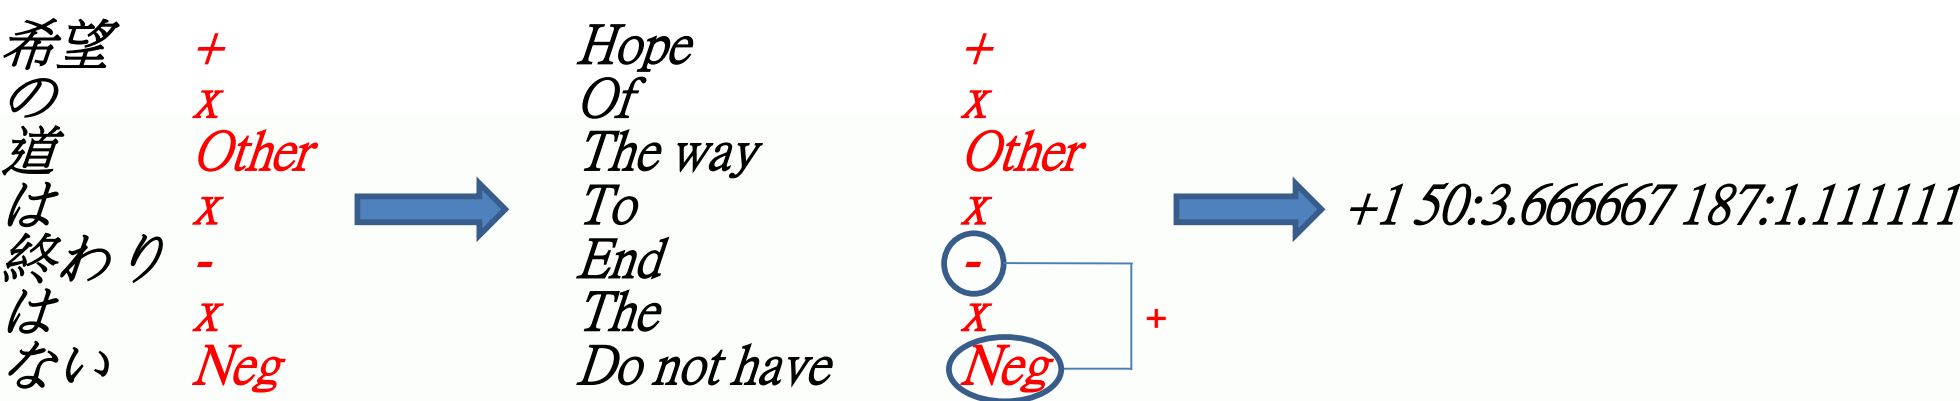 希望 + Hope +
の x Of x
道 Other The way Other
は x To x +1 50:3.666667 187:1.111111
終わり - End -
は x The x +
ない Neg Do not have Neg